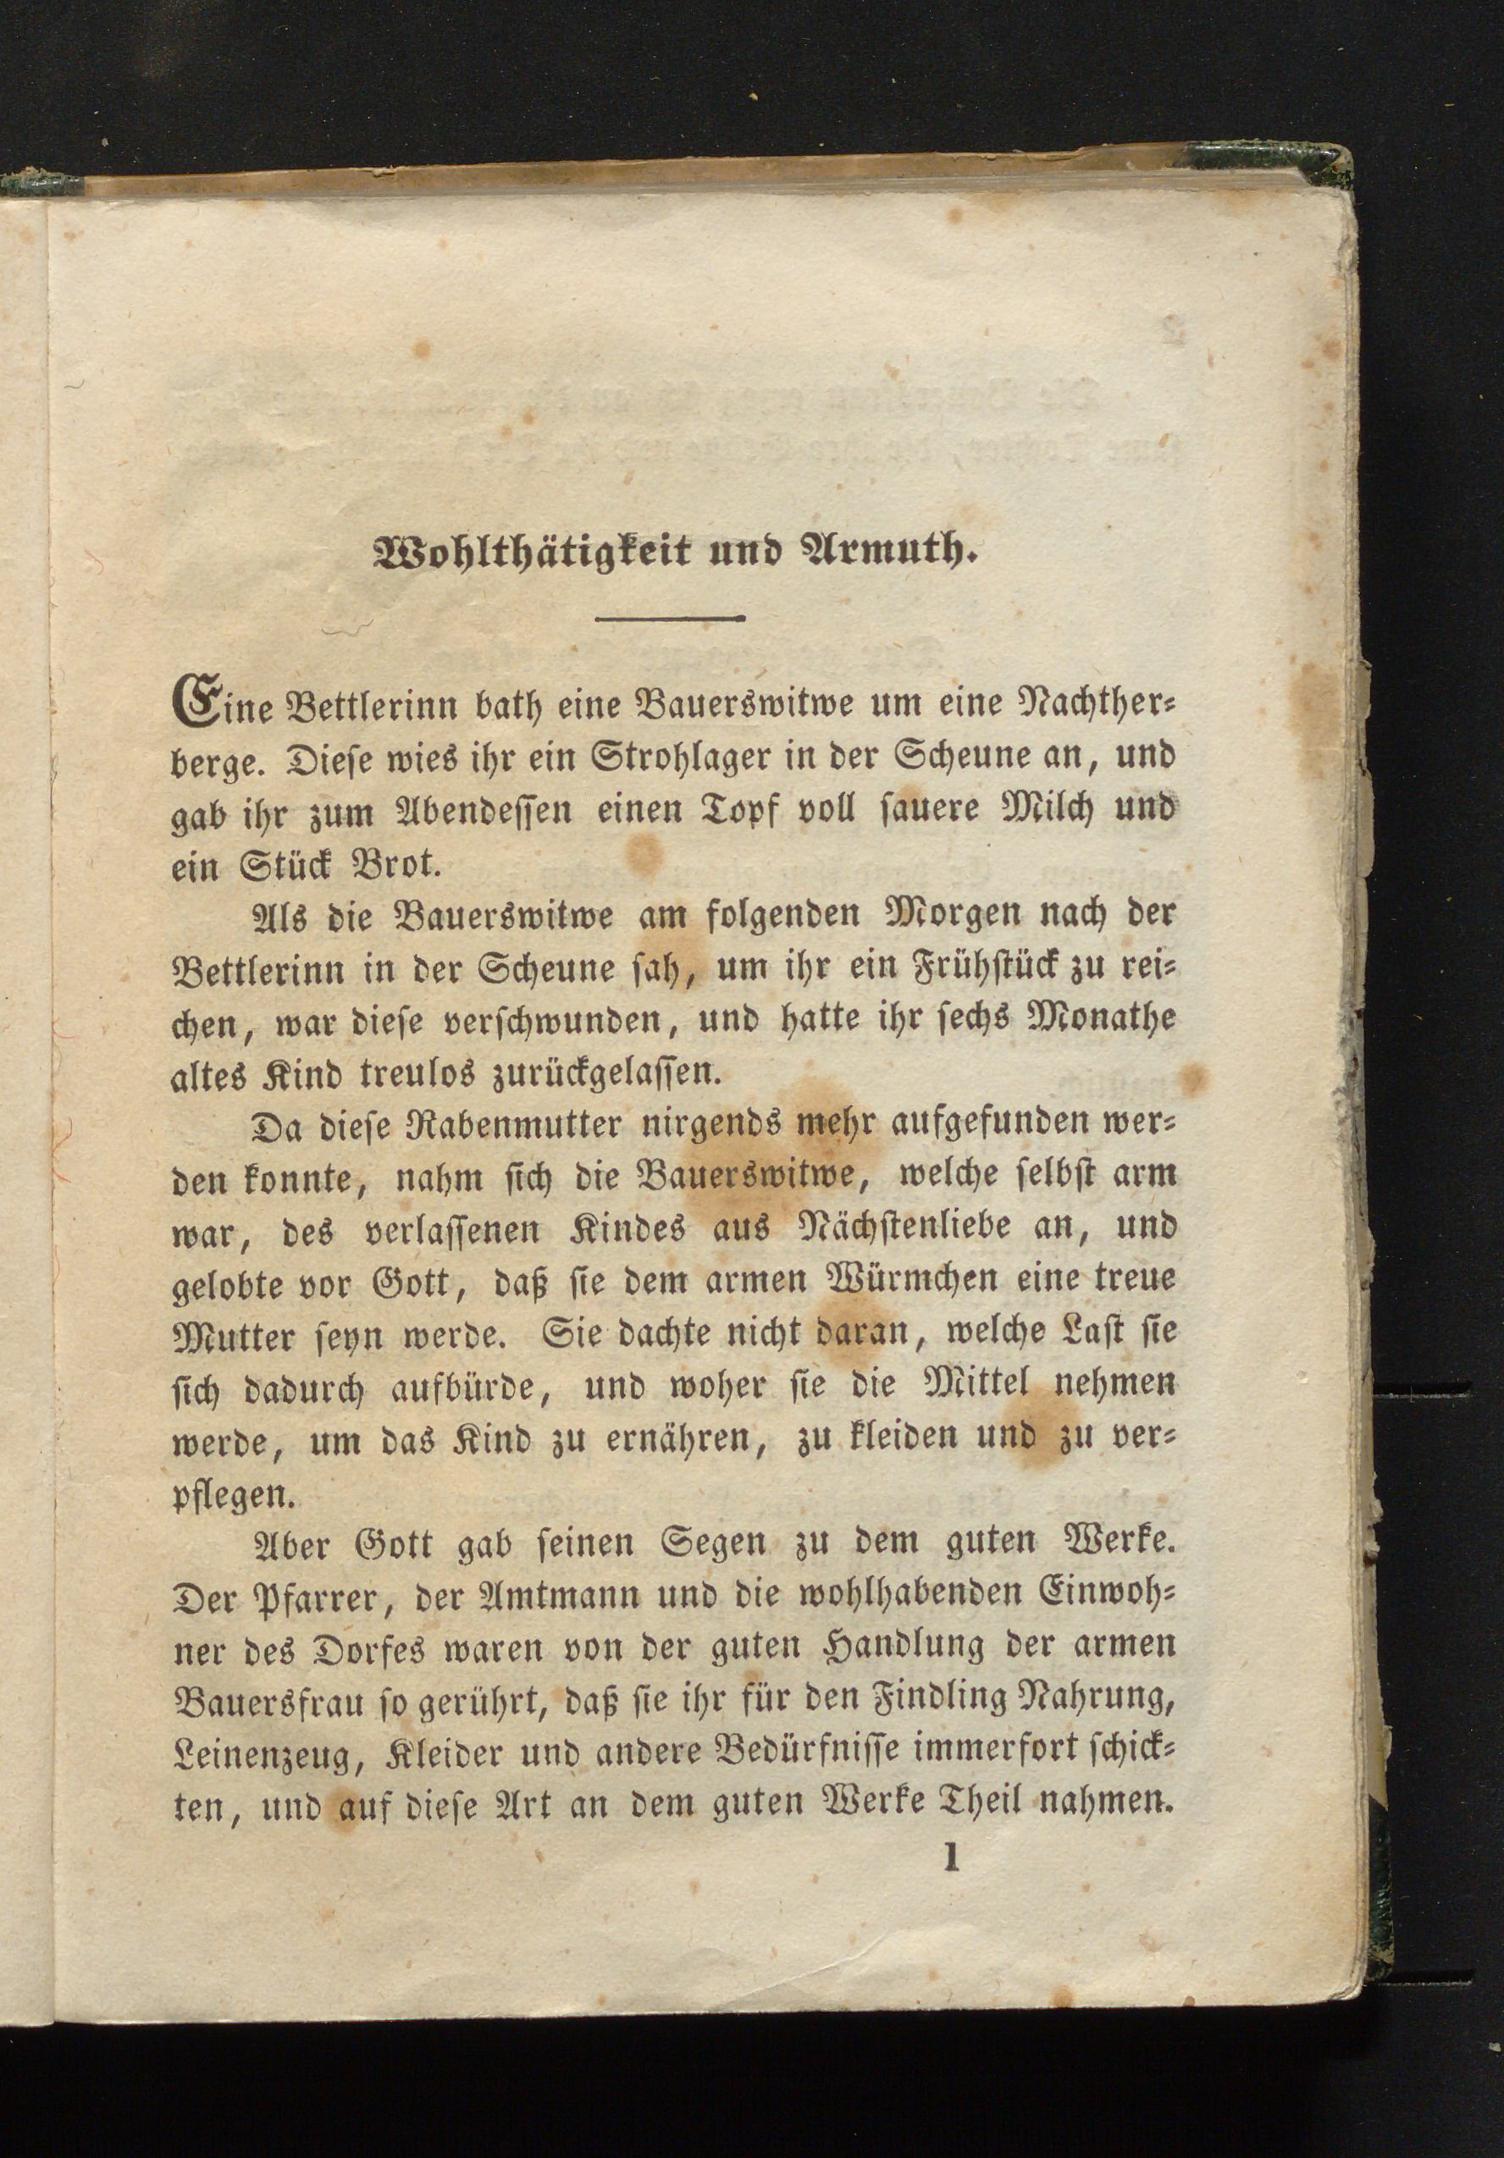 Wohlthätigkeit und Armuth.
Eine Bettlerinn bath eine Bauerswitwe um eine Nachther=
berge. Diese wies ihr ein Strohlager in der Scheune an, und
gab ihr zum Abendessen einen Topf voll sauere Milch und
ein Stück Brot.
Als die Bauerswitwe am folgenden Morgen nach der
Bettlerinn in der Scheune sah, um ihr ein Frühstück zu rei=
chen, war diese verschwunden, und hatte ihr sechs Monathe
altes Kind treulos zurückgelassen.
Da diese Rabenmutter nirgends mehr aufgefunden wer=
den konnte, nahm sich die Bauerswitwe, welche selbst arm
war, des verlassenen Kindes aus Nächstenliebe an, und
gelobte vor Gott, daß sie dem armen Würmchen eine treue
Mutter seyn werde. Sie dachte nicht daran, welche Last sie
sich dadurch aufbürde, und woher sie die Mittel nehmen
werde, um das Kind zu ernähren, zu kleiden und zu ver=
pflegen.
Aber Gott gab seinen Segen zu dem guten Werke.
Der Pfarrer, der Amtmann und die wohlhabenden Einwoh=
ner des Dorfes waren von der guten Handlung der armen
Bauersfrau so gerührt, daß sie ihr für den Findling Nahrung,
Leinenzeug, Kleider und andere Bedürfnisse immerfort schick=
ten, und auf diese Art an dem guten Werke Theil nahmen.
1